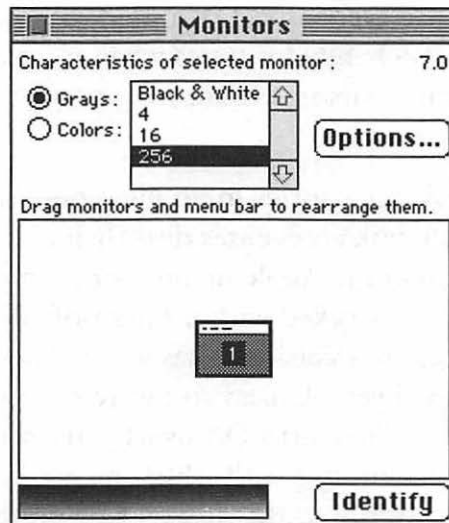 Monitors
Characteristics of selected monitor: 7.0
Grays:
Colors:
Black & White
4
16
256
Options...
Drag monitors and menu bar to rearrange them.
1
Identify